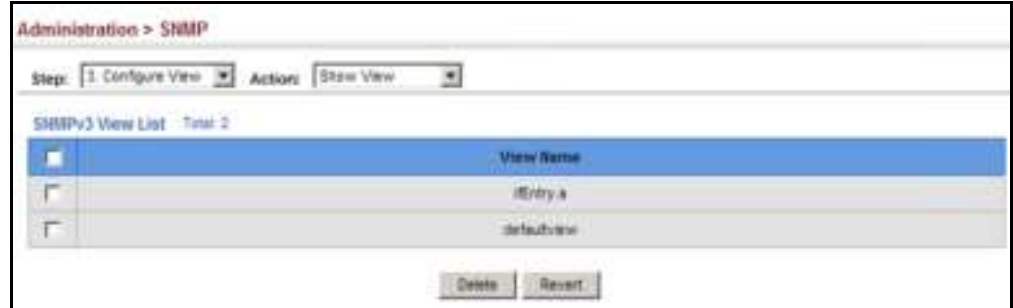 Administration > SNMP
Step: 3. Configure View Action: Show View
SNMPv3 View List Total: 2
View Name
ifEntry.a
defaultview
Delete Revert